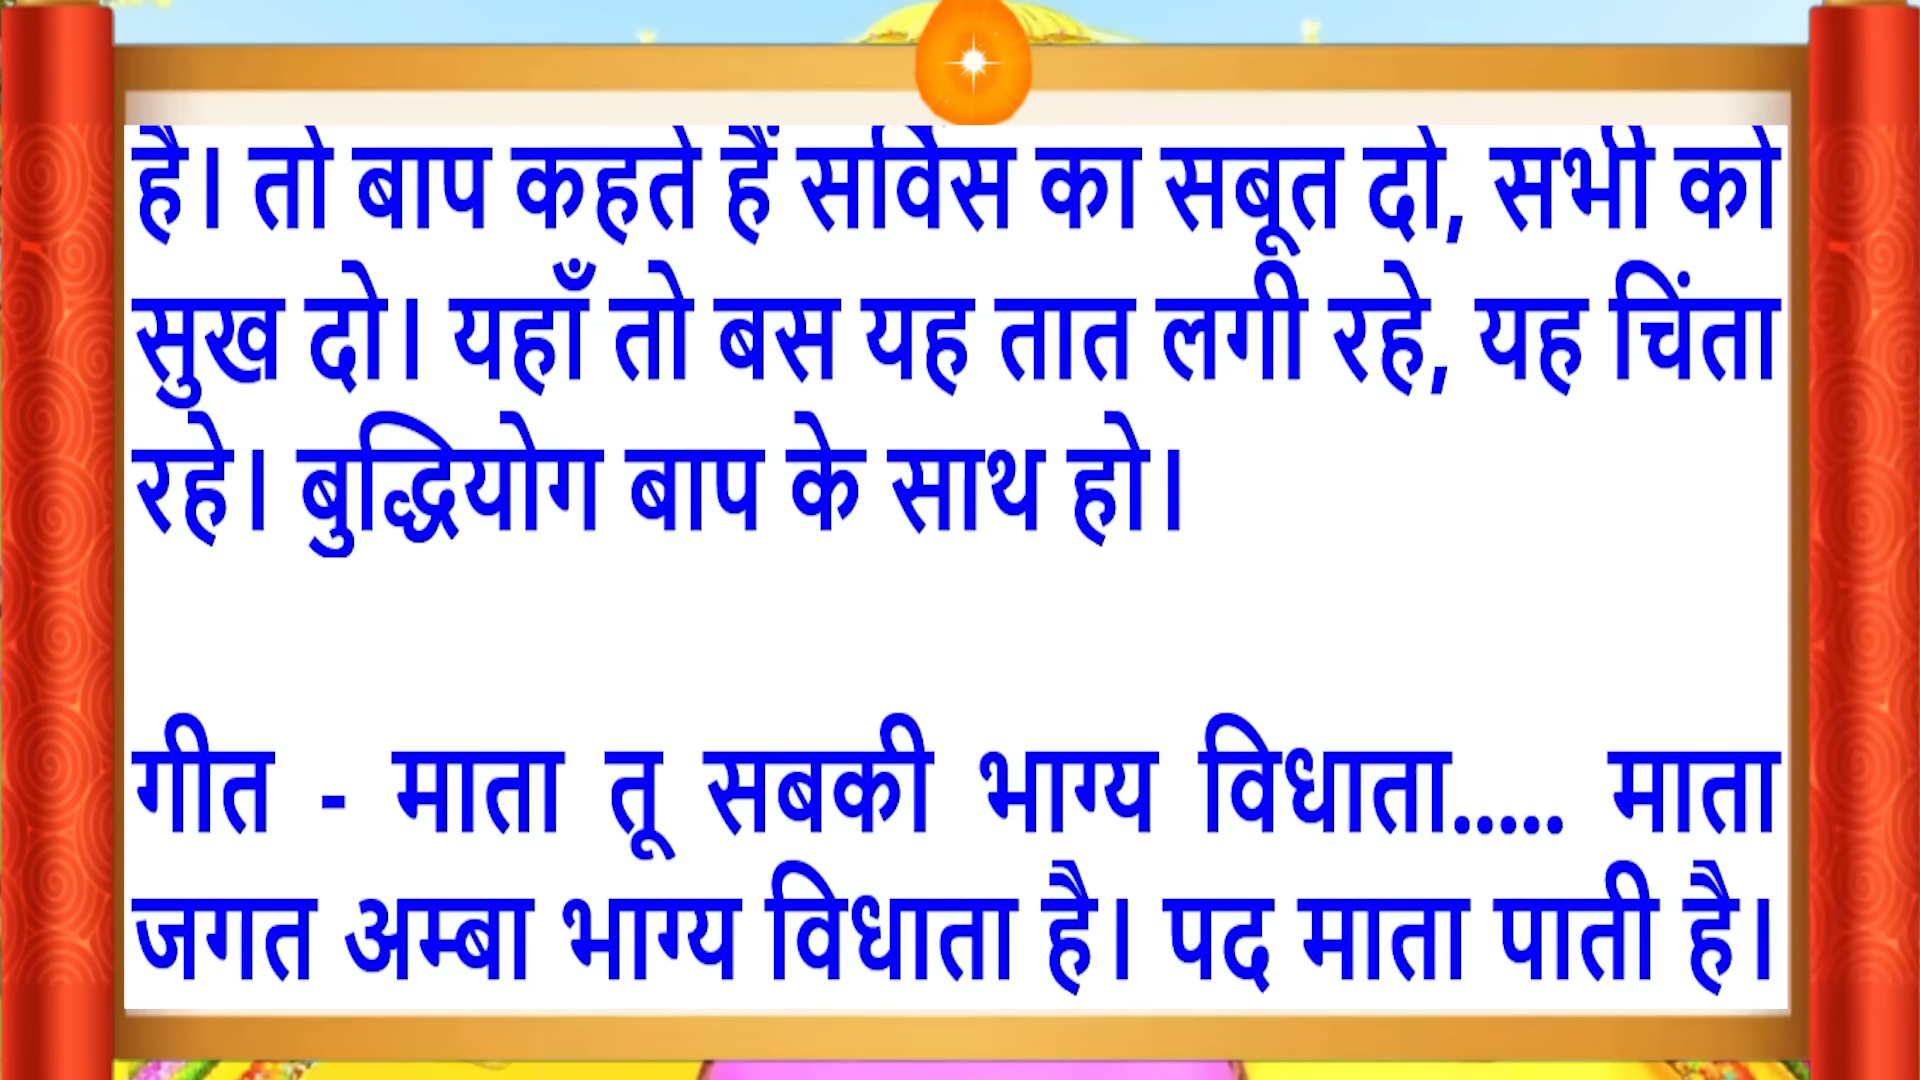 है। तो बाप कहते हैं सर्विस का सबूत दो, सभी को
सुख दो। यहाँ तो बस यह तात लगी रहे, यह चिंता
रहे। बुद्धियोग बाप के साथ हो।
गीत - माता तू सबकी भाग्य विधाता..... माता
जगत अम्बा भाग्य विधाता है। पद माता पाती है।